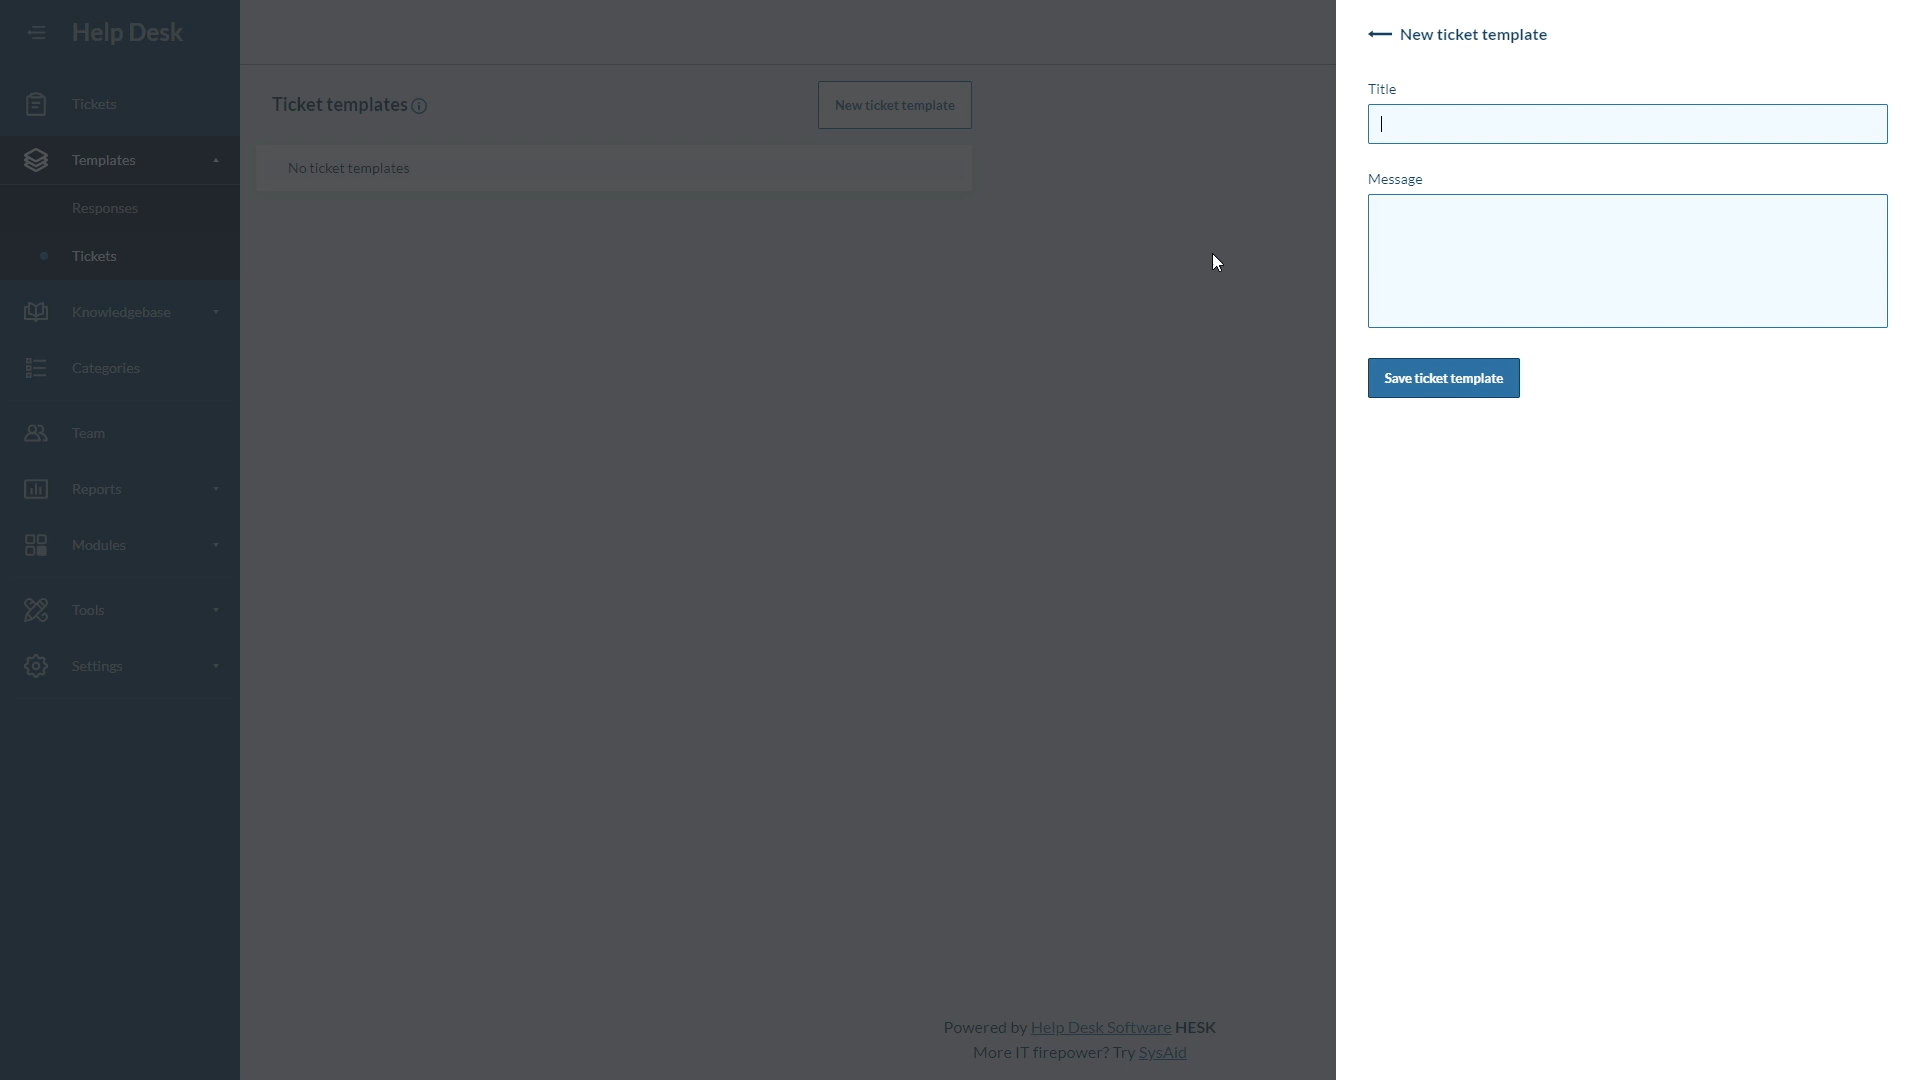 Help Desk
Tickets
Templates
Responses
Tickets
Knowledgebase
Categories
Team
Reports
Modules
Tools
Settings
Ticket templates
New ticket template
No ticket templates
Powered by Help Desk Software HESK
More IT firepower? Try SysAid
New ticket template
Title
Message
Save ticket template